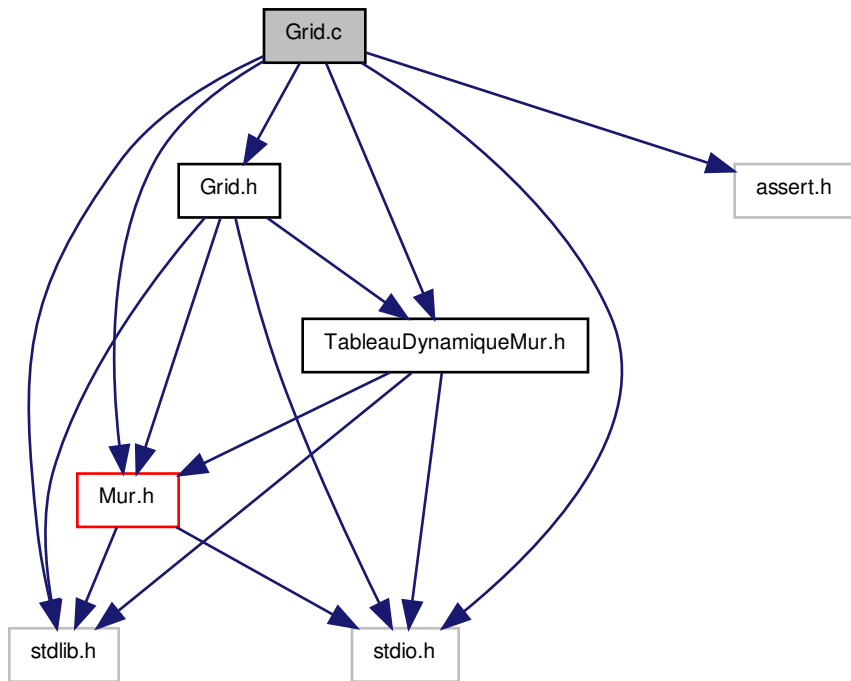 Grid.c
Grid.h
assert.h
TableauDynamiqueMur.h
Mur.h
stdlib.h
stdio.h